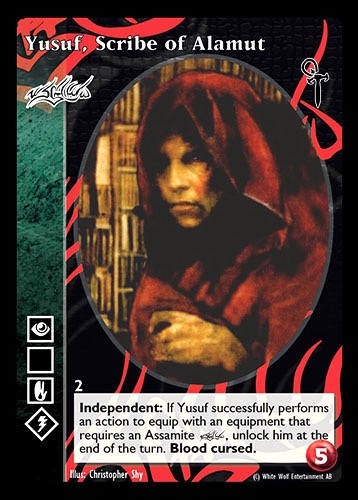 Yusuf, Scribe of Alamut
2
Independent: If Yusuf successfully performs
an action to equip with an equipment that
requires an Assamite , unlock him at the
end of the turn. Blood cursed.
5
Illus: Christopher Shy
(C) White Wolf Entertainment AB